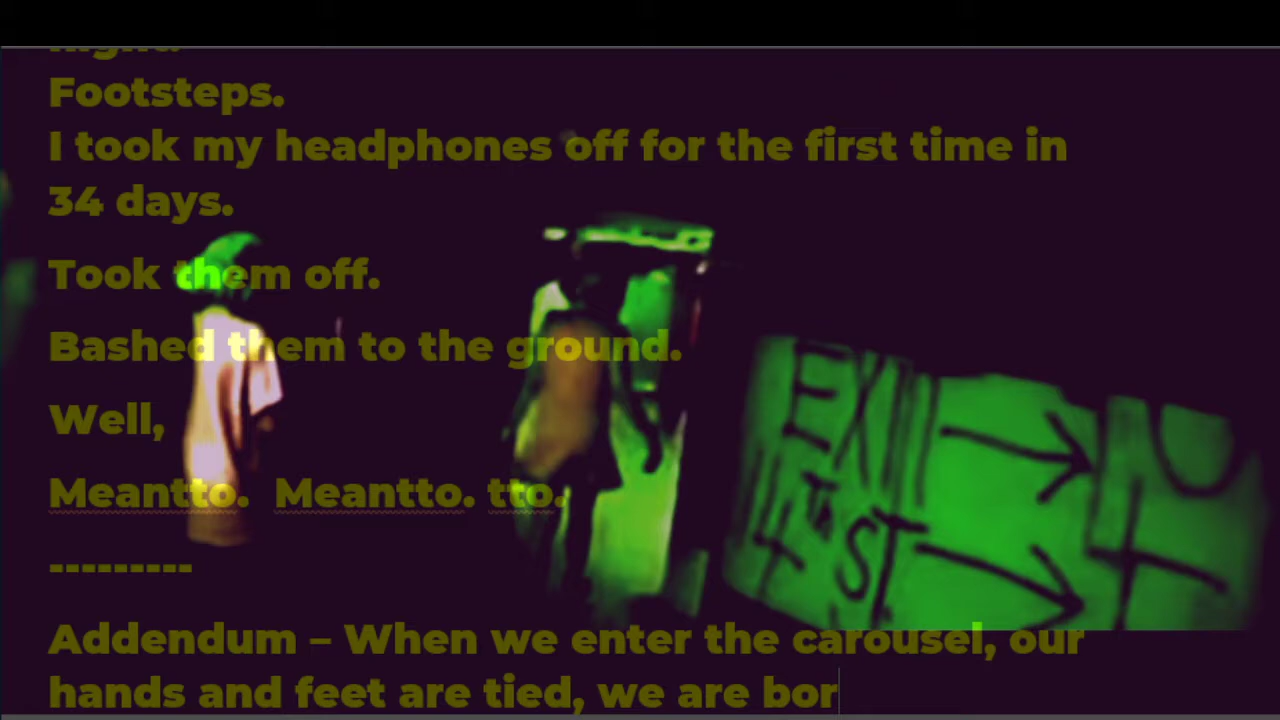 Footsteps.
I took my headphones off for the first time in
34 days.
Took them off.
Bashed them to the ground.
Well,
Meantto. Meantto. tto.
---------
Addendum – When we enter the carousel, our
hands and feet are tied, we are bor
EXIT
ST.